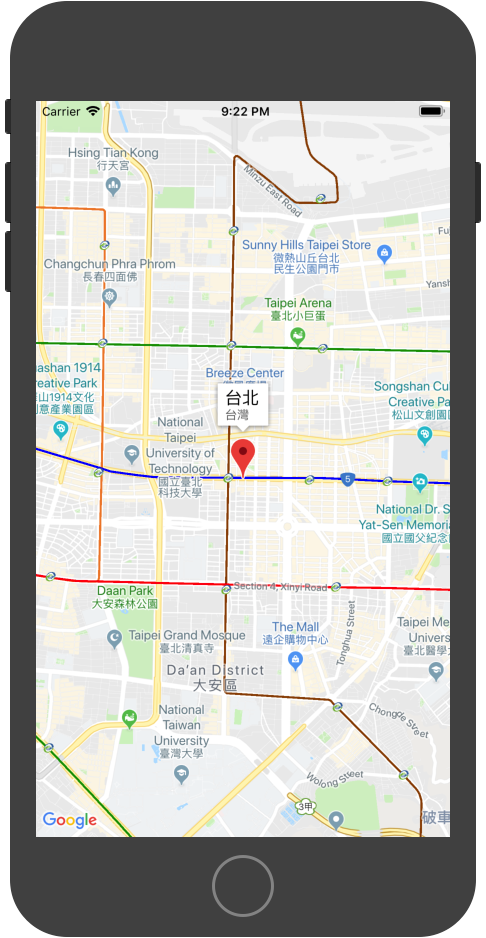 Carrier
9:22 PM
Hsing Tian Kong
行天宮
Minzu East Road
Sunny Hills Taipei Store
微熱山丘台北
民生公園門市
Changchun Phra Phrom
長春四面佛
Taipei Arena
臺北小巨蛋
Breeze Center
台北
台灣
Songshan Cu
Creative Pa
松山文創園
ashan 1914
reative Park
山1914文化
創意產業園區
National
Taipei
University of
Technology
國立臺北
科技大學
5
National Dr. S
Yat-Sen Memoria
國立國父紀念
Section 4, Xinyi Road
Daan Park
大安森林公園
Tonghua Street
The Mall
遠企購物中心
Taipei Grand Mosque
臺北清真寺
Taipei Me
Univers
臺北醫學
Da'an District
大安區
National
Taiwan
University
臺灣大學
Chongde Street
Wolong Street
3甲
破車
Google